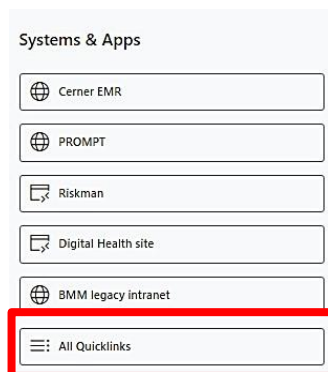 Systems & Apps
Cerner EMR
PROMPT
Riskman
Digital Health site
BMM legacy intranet
All Quicklinks